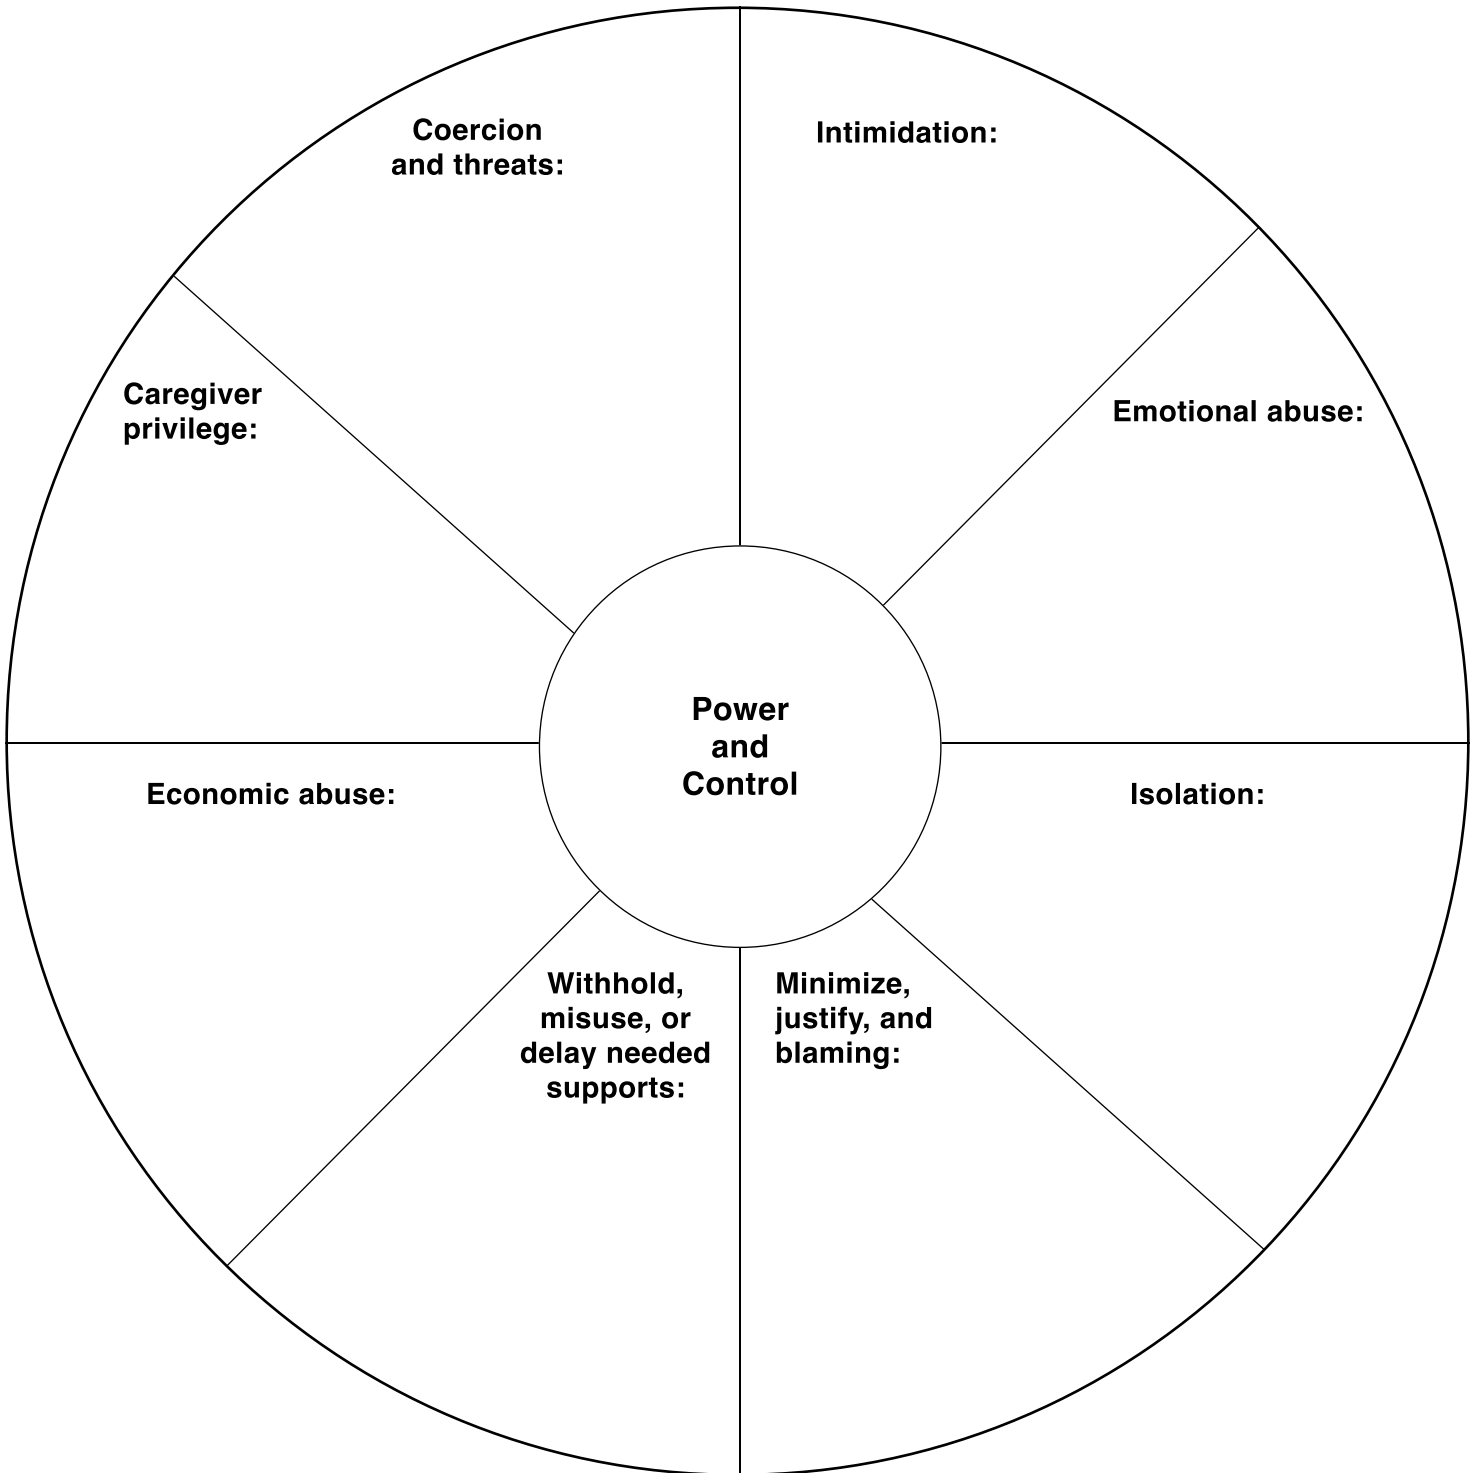 Coercion
and threats:
Intimidation:
Caregiver
privilege:
Emotional abuse:
Power
and
Control
Economic abuse:
Isolation:
Withhold,
misuse, or
delay needed
supports:
Minimize,
justify, and
blaming: